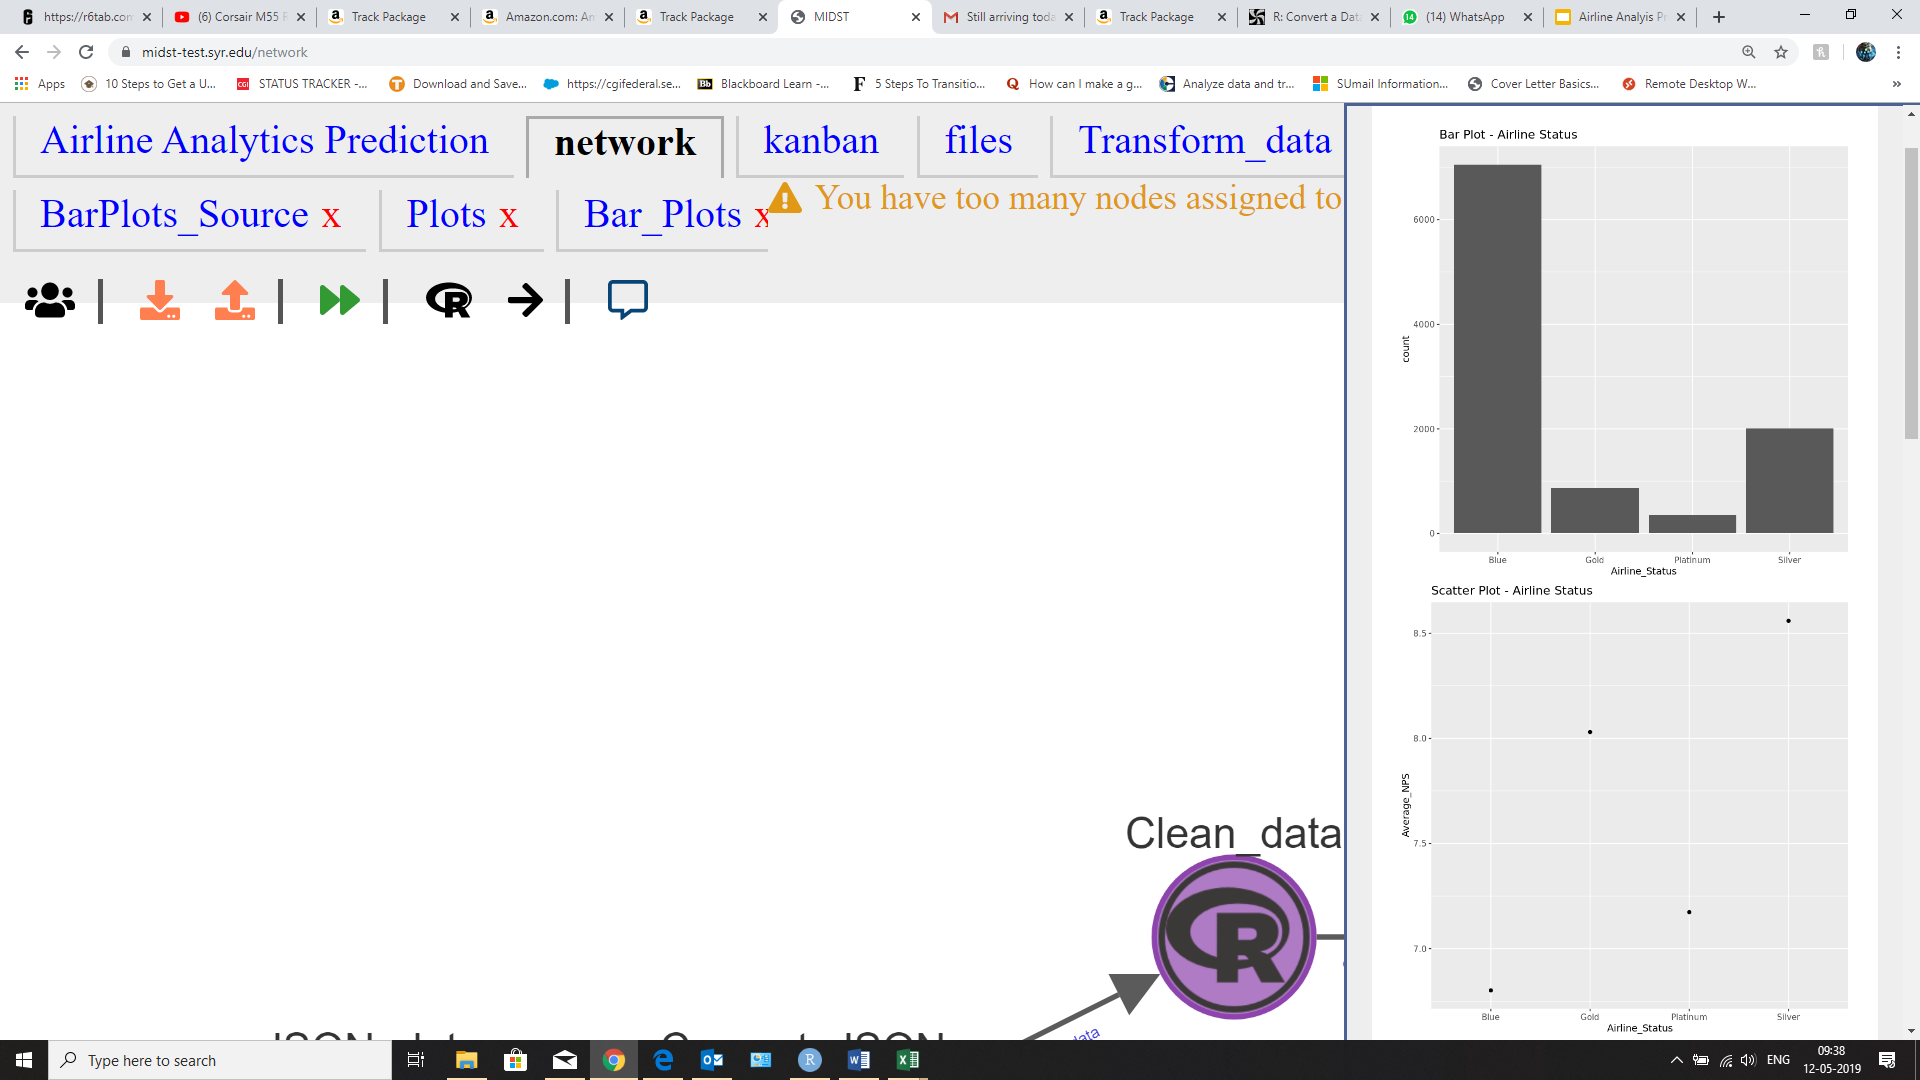 https://r6tab.com
(6) Corsair M55 R
Track Package
Amazon.com: Am
Track Package
MIDST
Still arriving toda
Track Package
R: Convert a Data
(14) WhatsApp
Airline Analyis Pr
midst-test.syr.edu/network
Apps
10 Steps to Get a U...
STATUS TRACKER -...
Download and Save...
https://cgifederal.se...
Blackboard Learn -...
5 Steps To Transitio...
How can I make a g...
Analyze data and tr...
SUmail Information...
Cover Letter Basics...
Remote Desktop W...
»
Airline Analytics Prediction
network
kanban
files
Transform_data
BarPlots_Source x
Plots x
Bar_Plots x
You have too many nodes assigned to
Clean_data
data
Bar Plot - Airline Status
6000
4000
2000
0
count
Blue
Gold
Platinum
Silver
Airline_Status
Scatter Plot - Airline Status
8.5
8.0
7.5
7.0
Average_NPS
Blue
Gold
Platinum
Silver
Airline_Status
Type here to search
ENG
09:38
12-05-2019